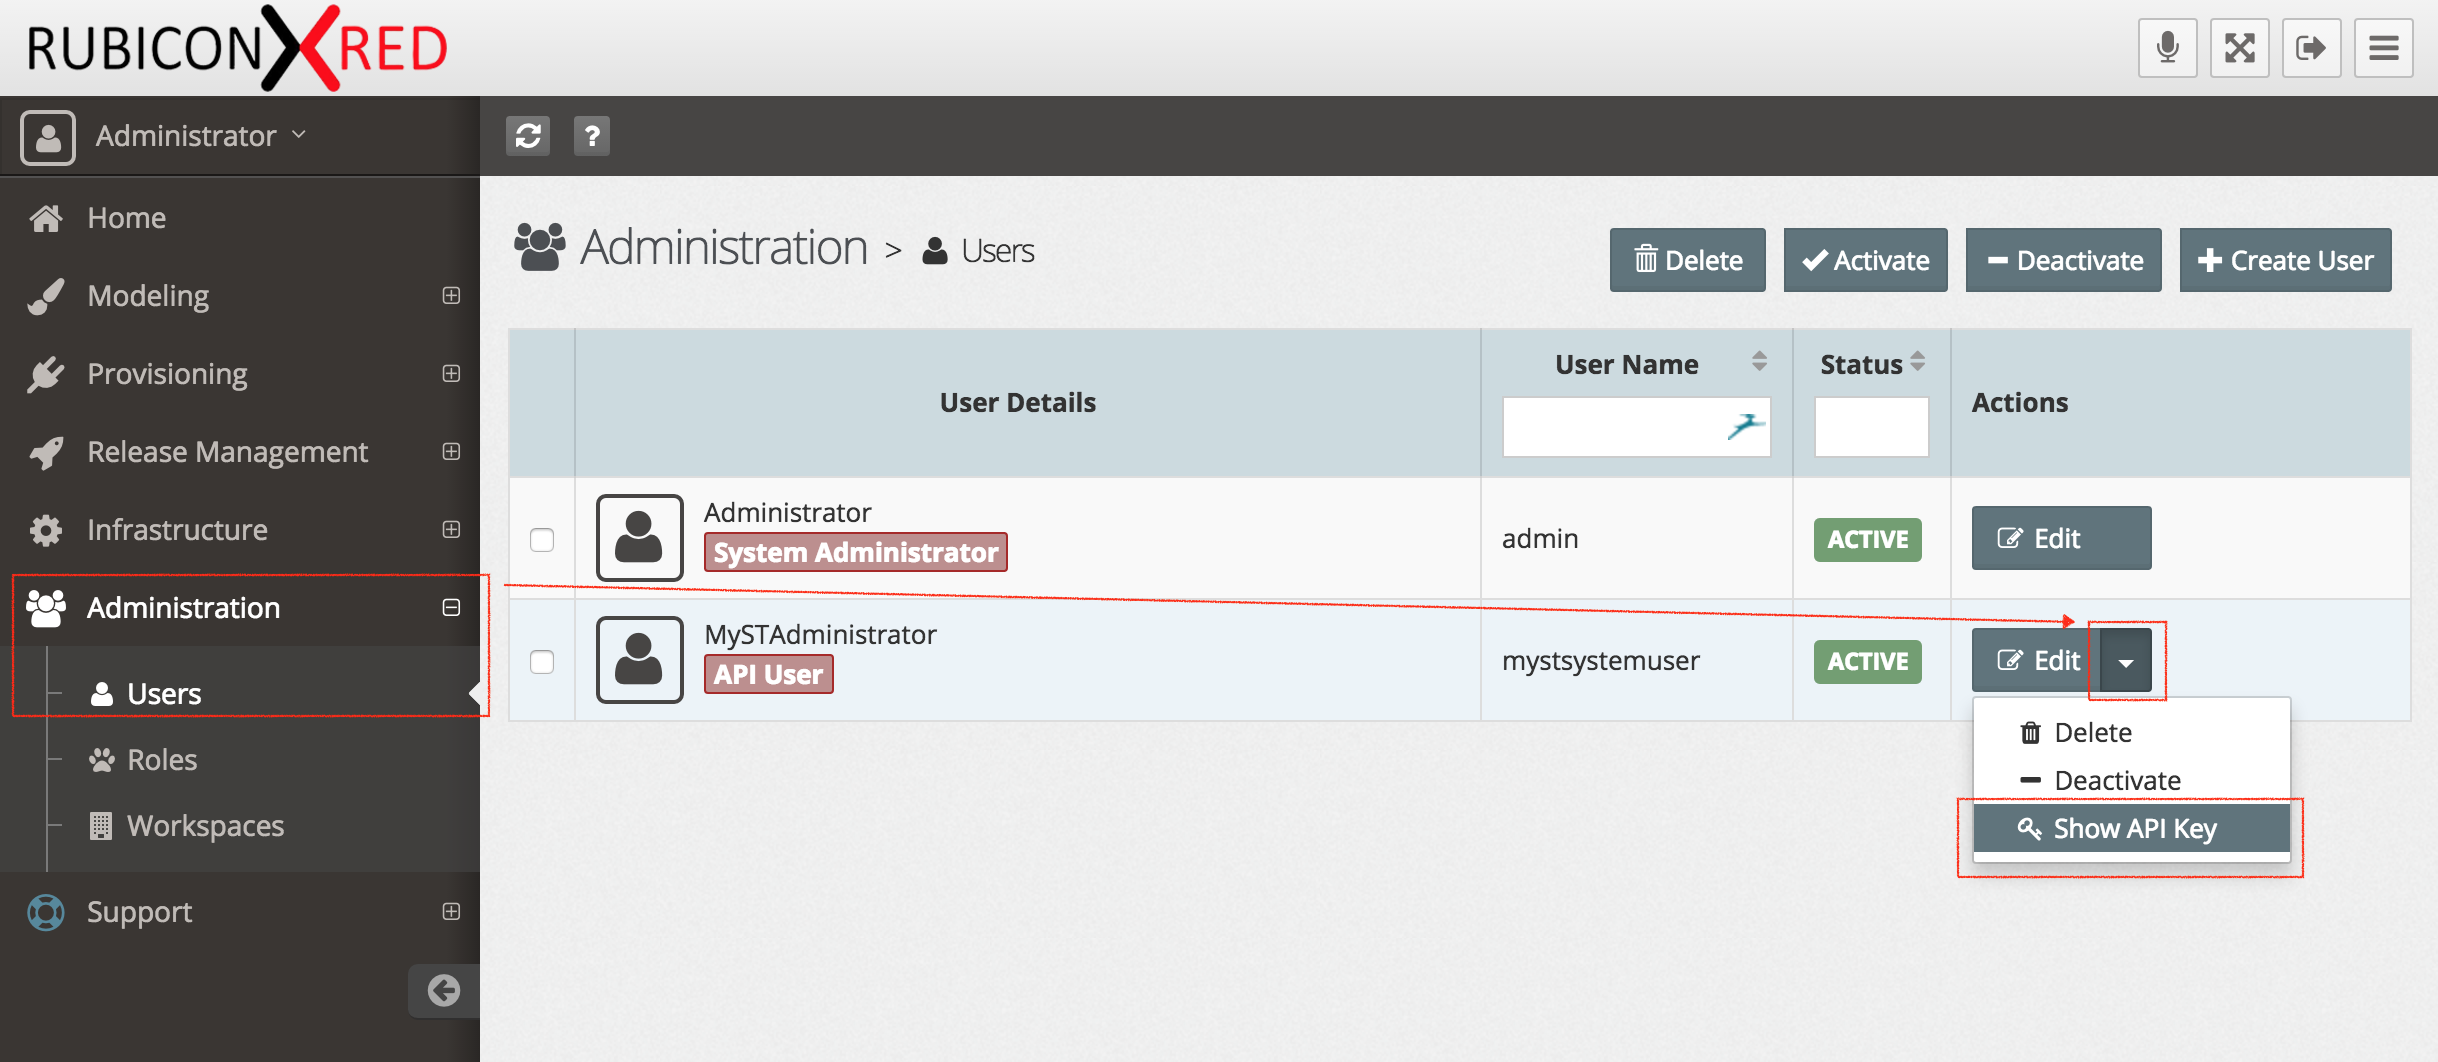 RUBICON RED
Administrator
?
Home
Modeling
Provisioning
Release Management
Infrastructure
Administration
Users
Roles
Workspaces
Support
Administration > Users
Delete
Activate
Deactivate
Create User
User Details
User Name
Status
Actions
Administrator
System Administrator
admin
ACTIVE
Edit
MySTAdministrator
API User
mystsystemuser
ACTIVE
Edit
Delete
Deactivate
Show API Key